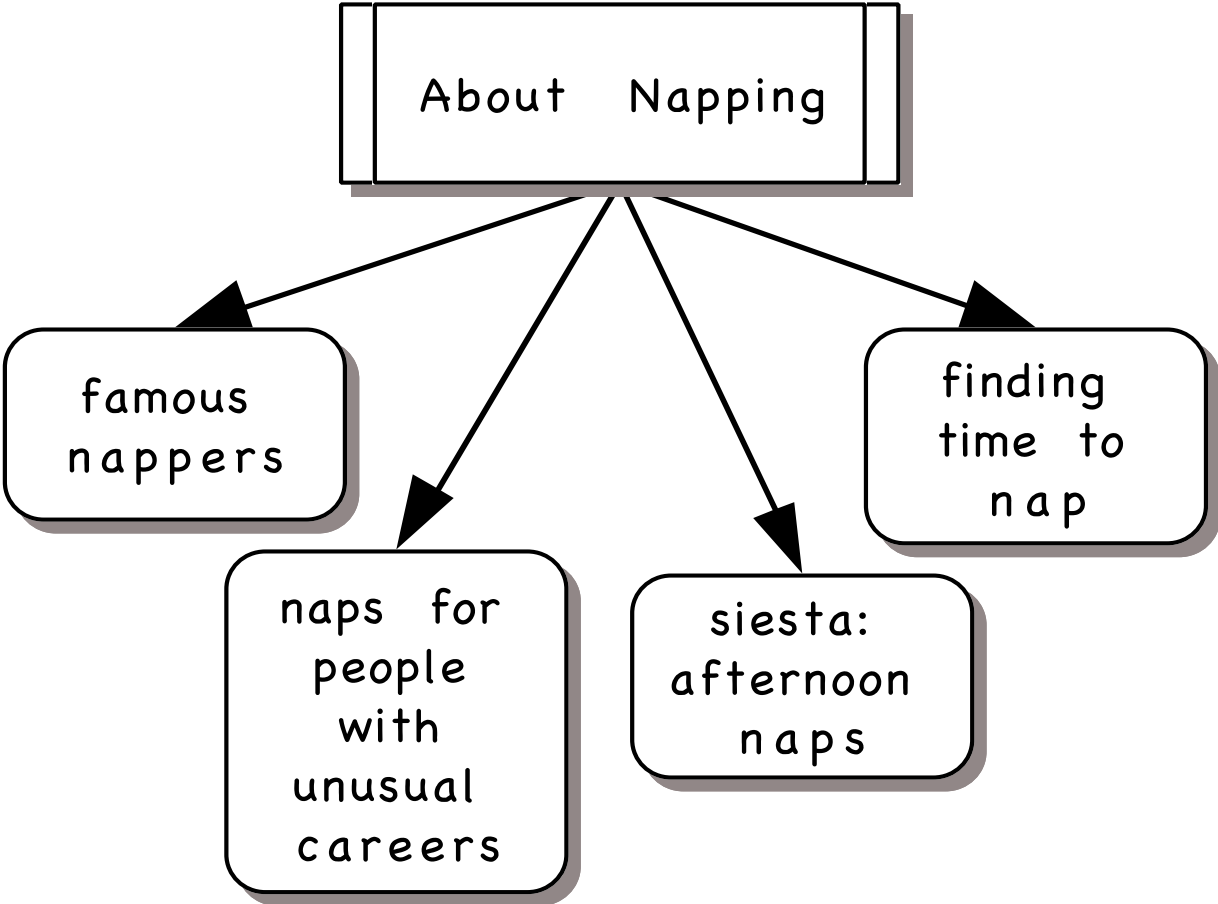 About Napping
famous
nappers
naps for
people
with
unusual
careers
siesta:
afternoon
naps
finding
time to
nap